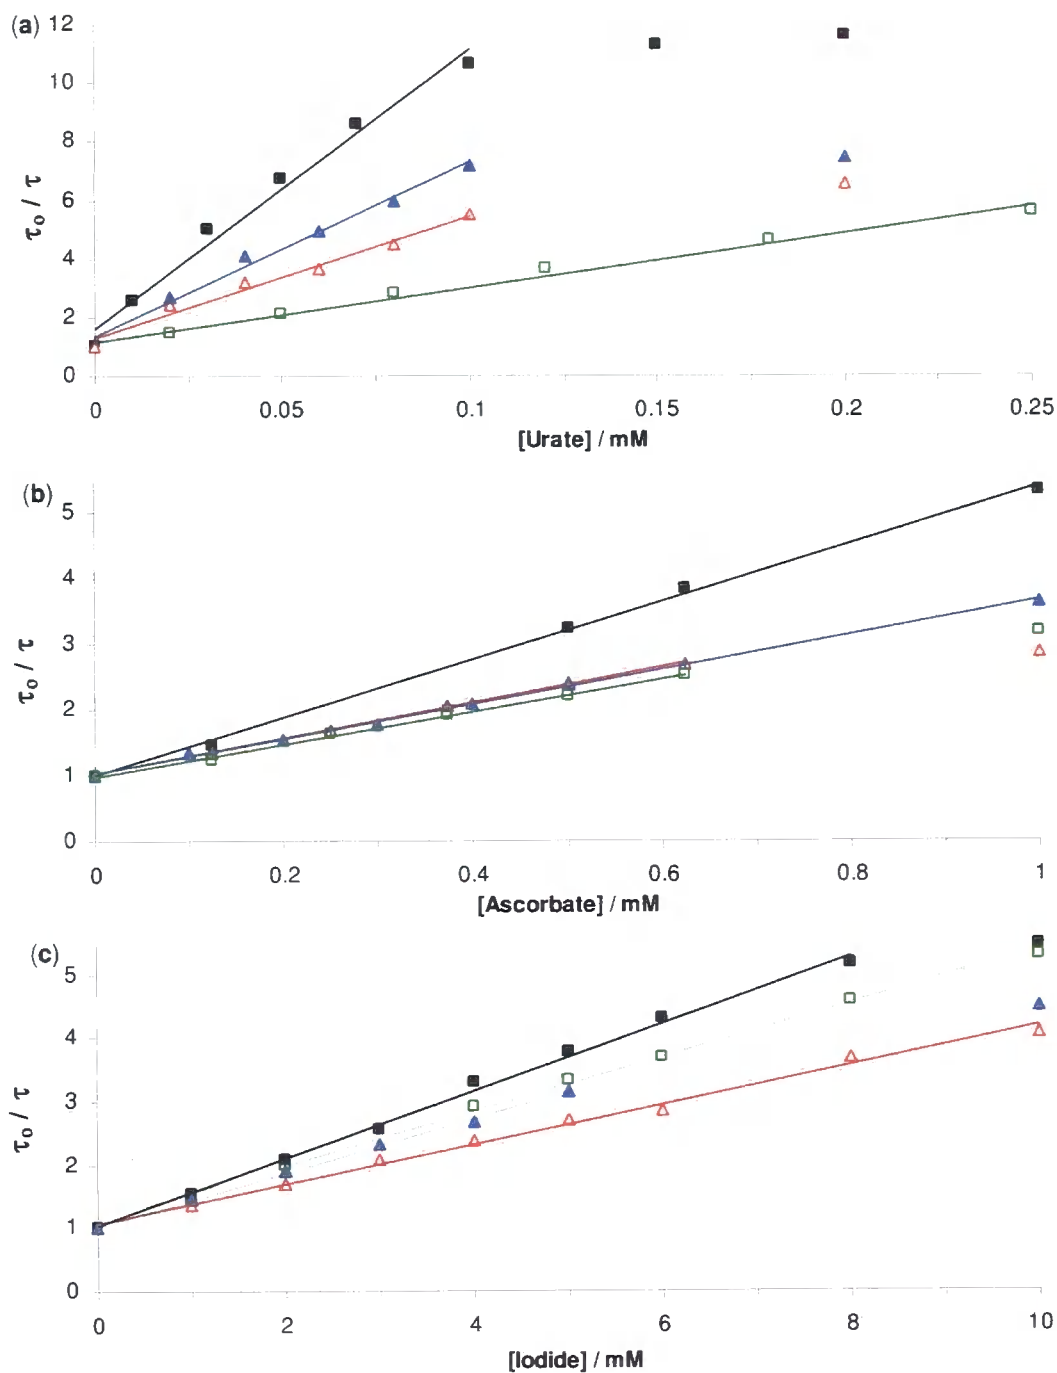 (a)
12
10
8
6
4
2
0
τ₀ / τ
0 0.05 0.1 0.15 0.2 0.25
[Urate] / mM
(b)
5
4
3
2
1
0
τ₀ / τ
0 0.2 0.4 0.6 0.8 1
[Ascorbate] / mM
(c)
5
4
3
2
1
0
τ₀ / τ
0 2 4 6 8 10
[Iodide] / mM